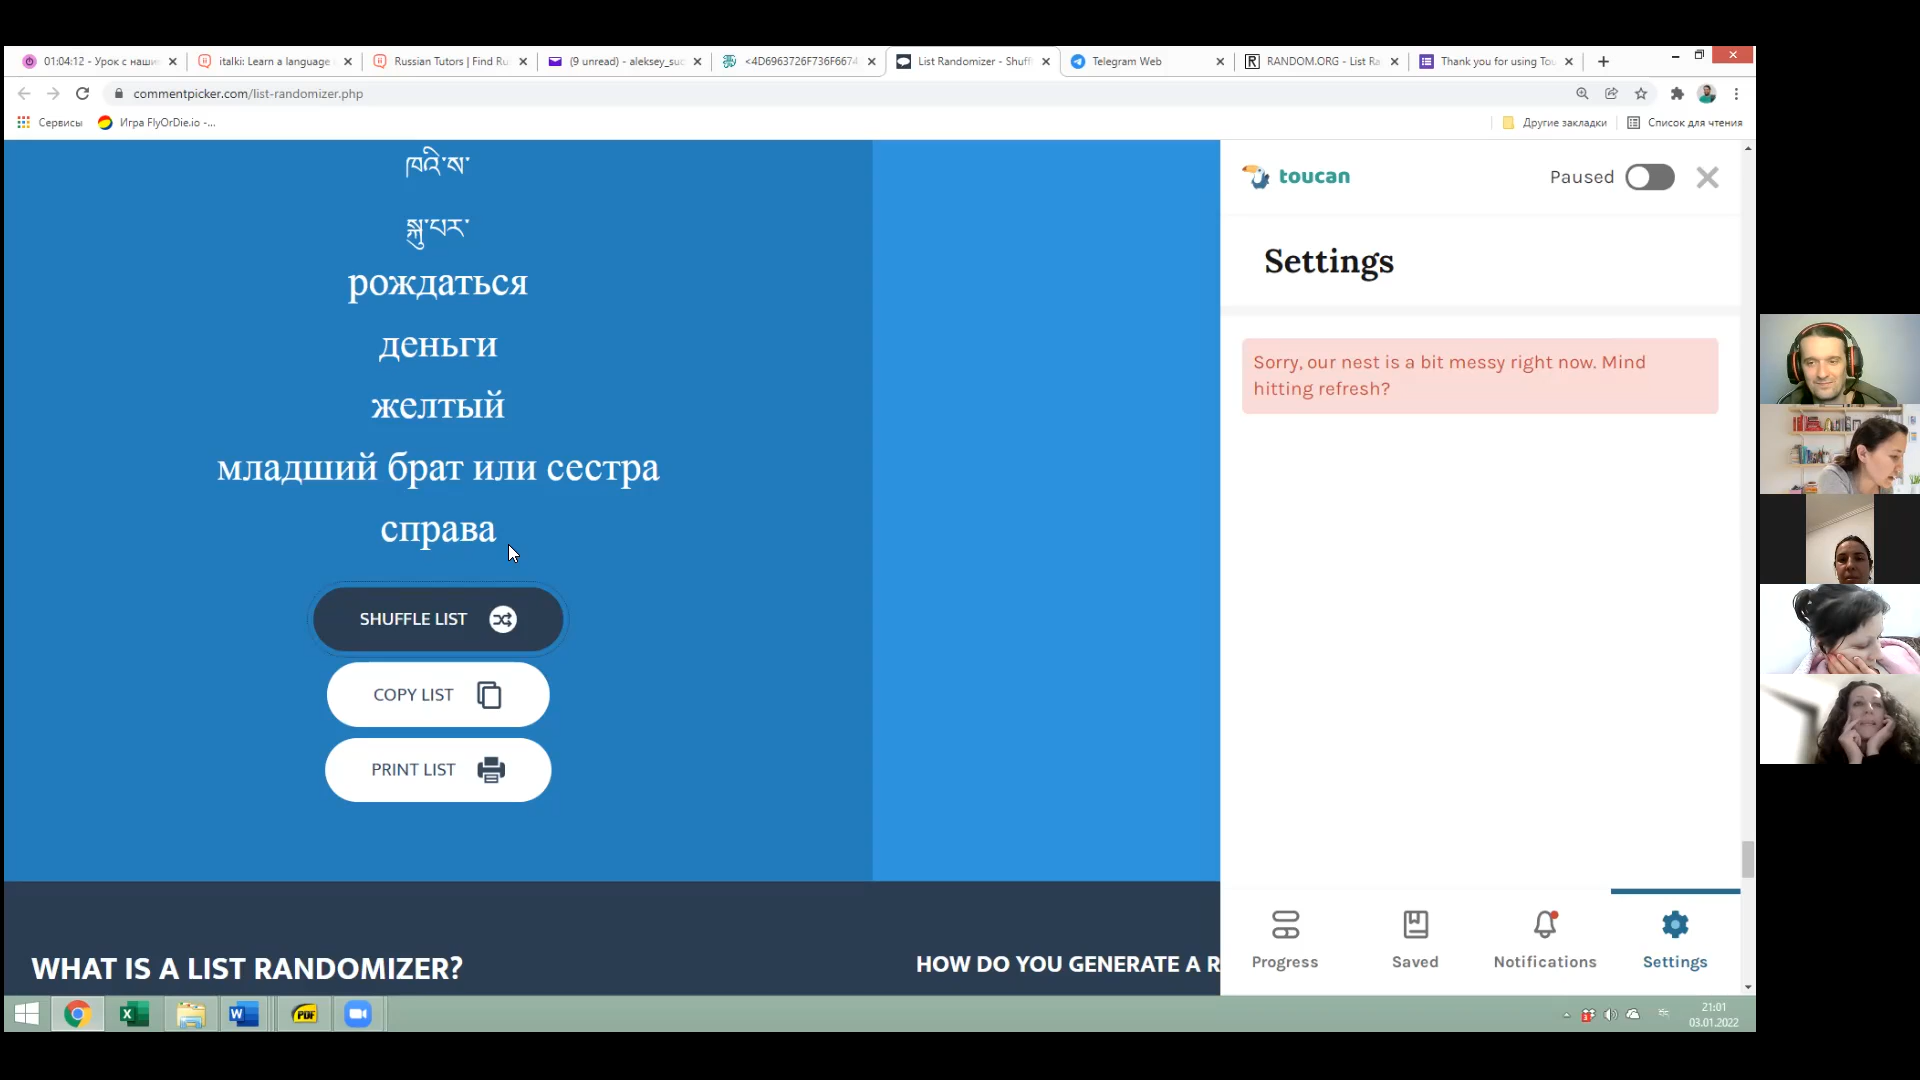 01:04:12 - Урок с наши
italki: Learn a language
Russian Tutors | Find Ru
(9 unread) - aleksey_suc
<4D6963726F736F6674
List Randomizer - Shuff
Telegram Web
RANDOM.ORG - List Ra
Thank you for using Tou
commentpicker.com/list-randomizer.php
Сервисы
Игра FlyOrDie.io -...
Другие закладки
Список для чтения
ཁའི་ས་
སྐུ་པར་
рождаться
деньги
желтый
младший брат или сестра
справа
SHUFFLE LIST
COPY LIST
PRINT LIST
WHAT IS A LIST RANDOMIZER?
HOW DO YOU GENERATE A R
toucan
Paused
Settings
Sorry, our nest is a bit messy right now. Mind
hitting refresh?
Progress
Saved
Notifications
Settings
W
PDF
21:01
03.01.2022